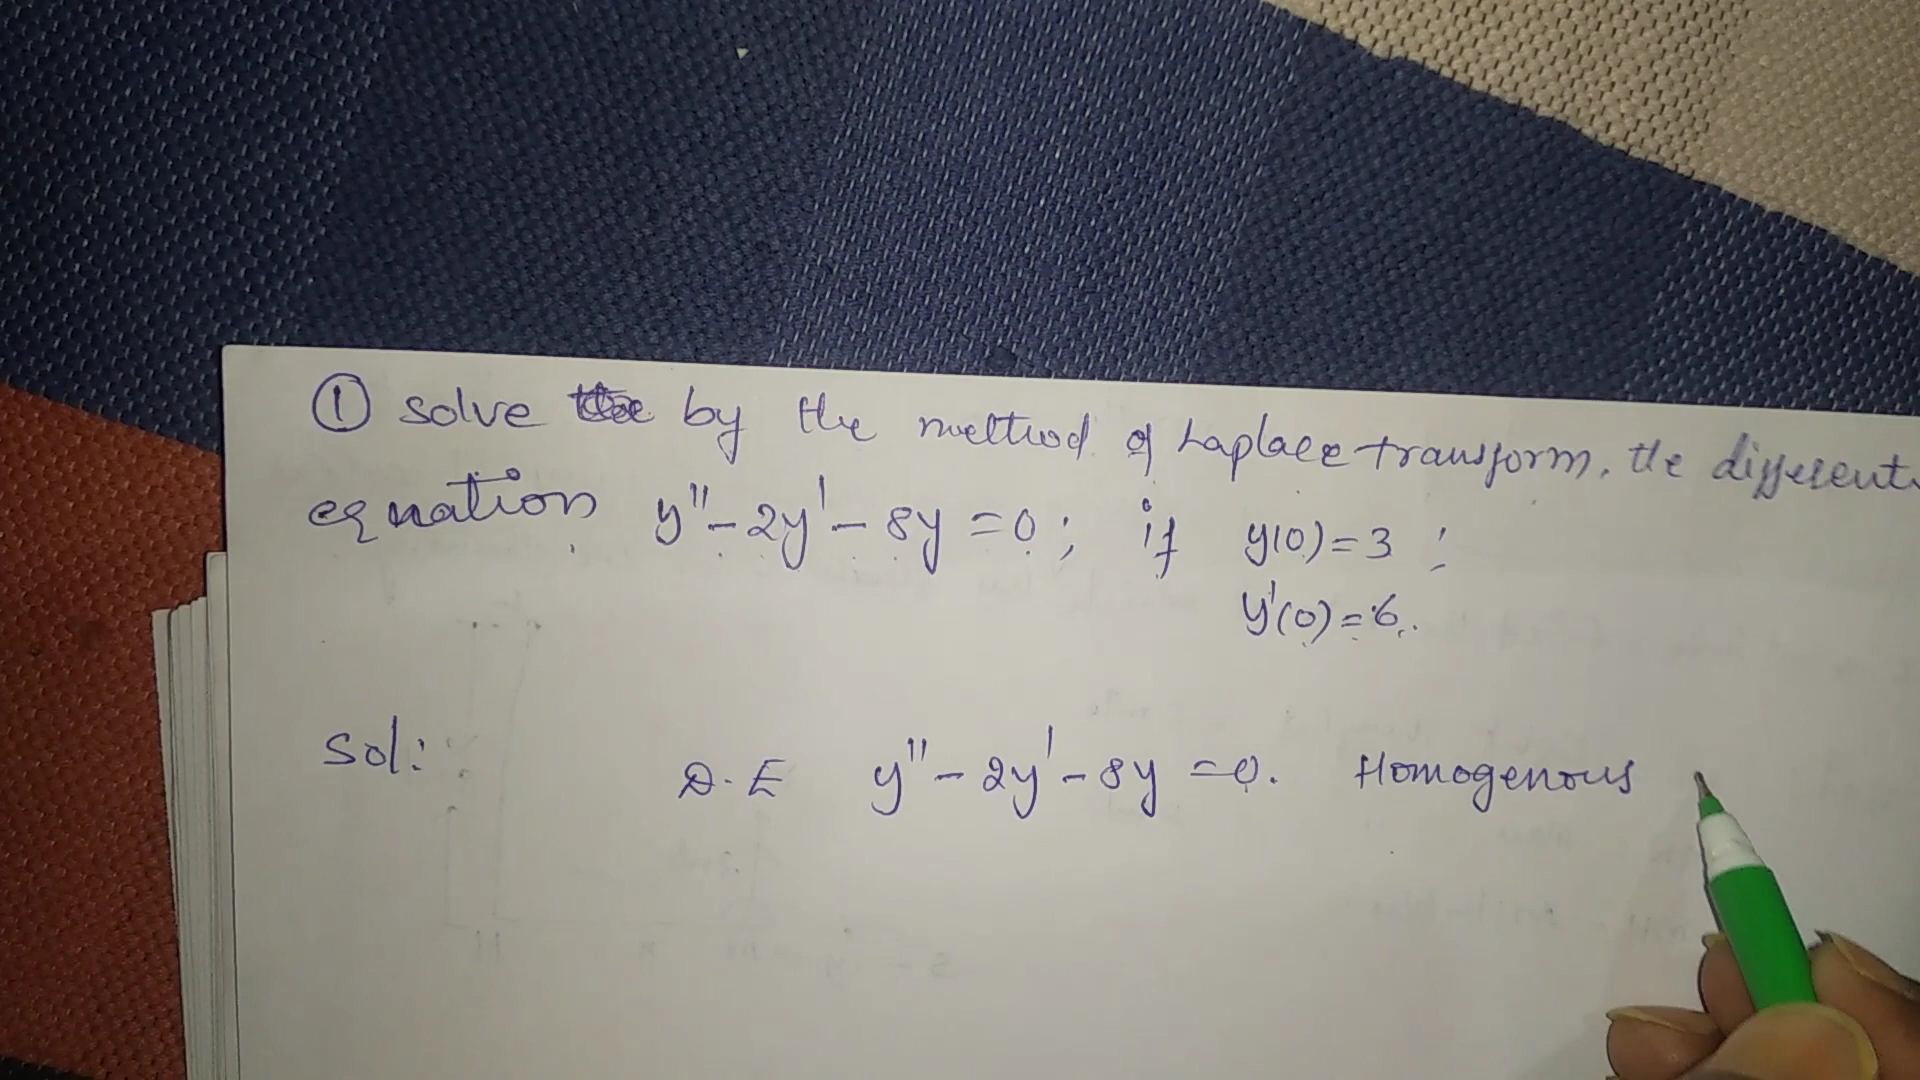 ① solve by the method of Laplace transform, the different
equation y'' - 2y' - 8y = 0 ; if y(0) = 3 ;
y'(0) = 6.
Sol:
D.E y'' - 2y' - 8y = 0. Homogenous